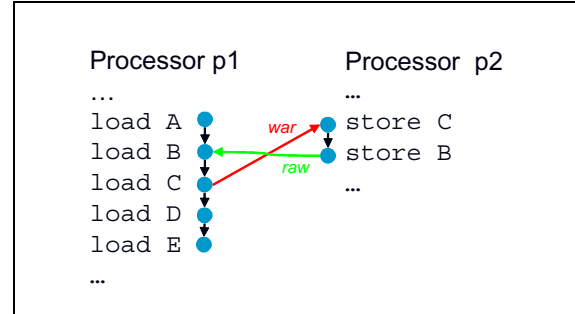 Processor p1
…
load A
load B
load C
load D
load E
…
war
raw
Processor p2
…
store C
store B
…